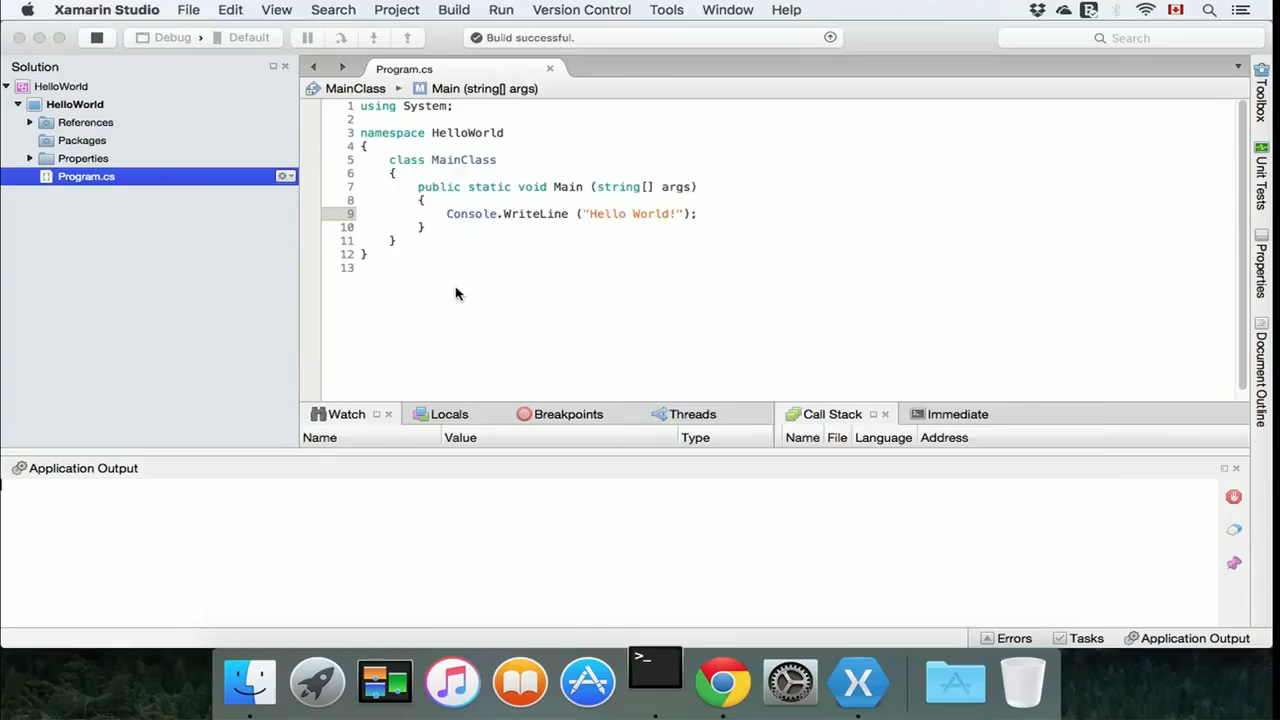 Xamarin Studio File Edit View Search Project Build Run Version Control Tools Window Help
Debug Default Build successful. Search
Solution
HelloWorld
HelloWorld
References
Packages
Properties
Program.cs
Program.cs
MainClass Main (string[] args)
1 using System;
2
3 namespace HelloWorld
4 {
5 class MainClass
6 {
7 public static void Main (string[] args)
8 {
9 Console.WriteLine ("Hello World!");
10 }
11 }
12 }
13
Toolbox
Unit Tests
Properties
Document Outline
Watch Locals Breakpoints Threads Call Stack Immediate
Name Value Type Name File Language Address
Application Output
Errors Tasks Application Output
>_